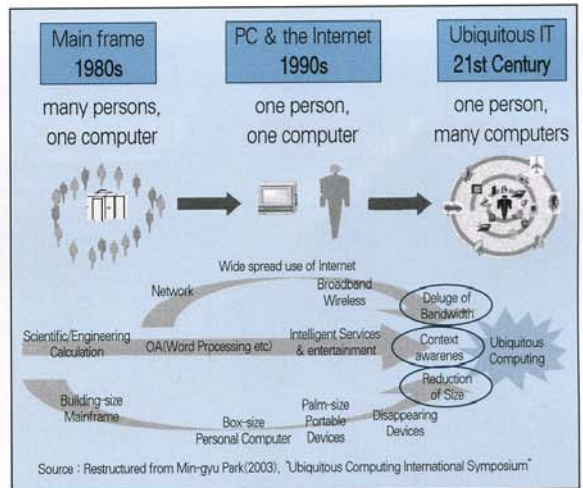 Main frame
1980s
PC & the Internet
1990s
Ubiquitous IT
21st Century
many persons,
one computer
one person,
one computer
one person,
many computers
Wide spread use of Internet
Network
Broadband
Wireless
Deluge of
Bandwidth
Scientific/Engineering
Calculation
OA(Word Prpcessing etc)
Intelligent Services
& entertainment
Context
awarenes
Ubiquitous
Computing
Reduction
of Size
Building-size
Mainframe
Box-size
Personal Computer
Palm-size
Portable
Devices
Disappearing
Devices
Source : Restructured from Min-gyu Park(2003), "Ubiquitous Computing International Symposium"